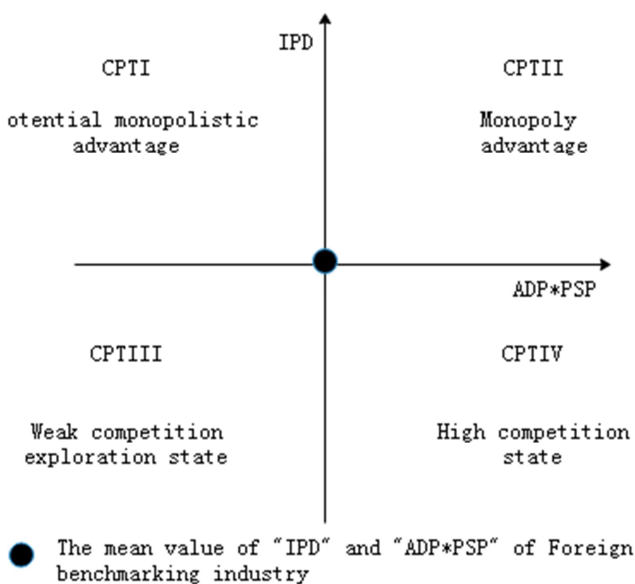 IPD
CPTI
CPTII
otential monopolistic
advantage
Monopoly
advantage
ADP*PSP
CPTIII
CPTIV
Weak competition
exploration state
High competition
state
The mean value of "IPD" and "ADP*PSP" of Foreign
benchmarking industry